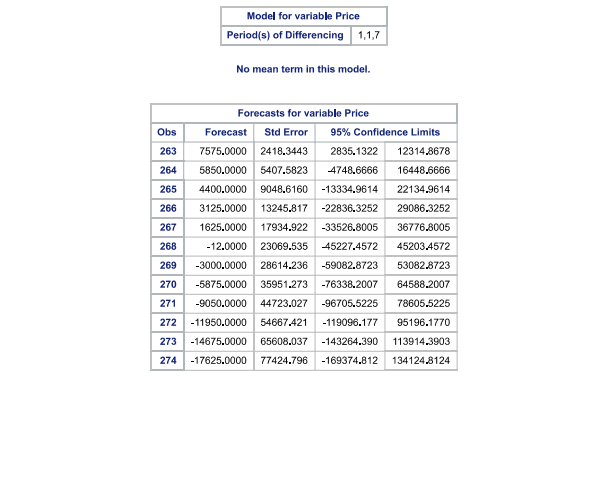 Model for variable Price
Period(s) of Differencing 1,1,7
No mean term in this model.
Forecasts for variable Price
Obs Forecast Std Error 95% Confidence Limits
263 7575.0000 2418.3443 2835.1322 12314.8678
264 5850.0000 5407.5823 -4748.6666 16448.6666
265 4400.0000 9048.6160 -13334.9614 22134.9614
266 3125.0000 13245.817 -22836.3252 29086.3252
267 1625.0000 17934.922 -33526.8005 36776.8005
268 -12.0000 23069.535 -45227.4572 45203.4572
269 -3000.0000 28614.236 -59082.8723 53082.8723
270 -5875.0000 35951.273 -76338.2007 64588.2007
271 -9050.0000 44723.027 -96705.5225 78605.5225
272 -11950.0000 54667.421 -119096.177 95196.1770
273 -14675.0000 65608.037 -143264.390 113914.3903
274 -17625.0000 77424.796 -169374.812 134124.8124